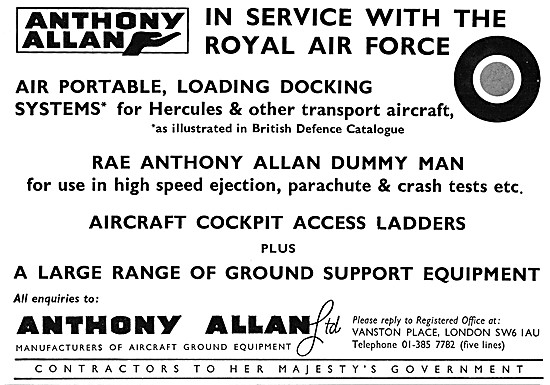 ANTHONY
ALLAN
IN SERVICE WITH THE
ROYAL AIR FORCE
AIR PORTABLE, LOADING DOCKING
SYSTEMS* for Hercules & other transport aircraft,
*as illustrated in British Defence Catalogue
RAE ANTHONY ALLAN DUMMY MAN
for use in high speed ejection, parachute & crash tests etc.
AIRCRAFT COCKPIT ACCESS LADDERS
PLUS
A LARGE RANGE OF GROUND SUPPORT EQUIPMENT
All enquiries to:
ANTHONY ALLAN Ltd
MANUFACTURERS OF AIRCRAFT GROUND EQUIPMENT
Please reply to Registered Office at:
VANSTON PLACE, LONDON SW6 1AU
Telephone 01-385 7782 (five lines)
CONTRACTORS TO HER MAJESTY'S GOVERNMENT